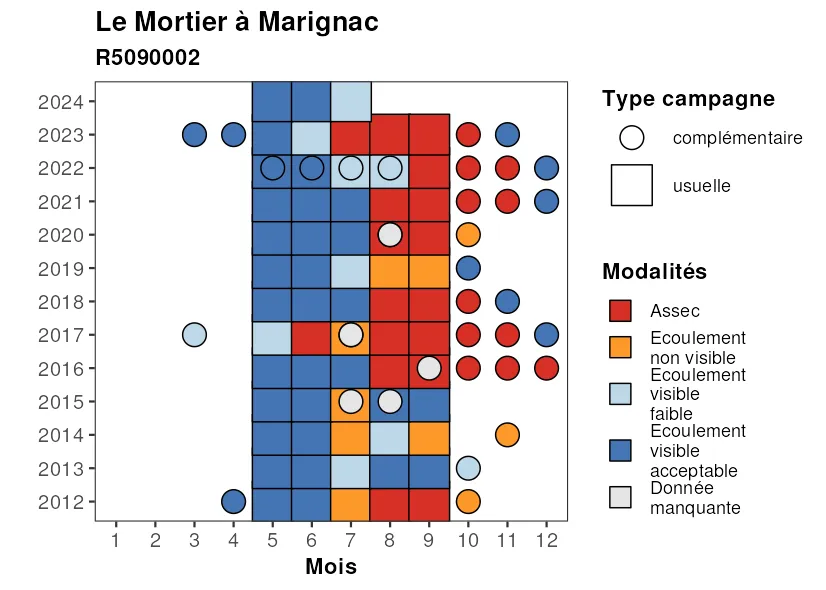 Le Mortier à Marignac
R5090002
2024
2023
2022
2021
2020
2019
2018
2017
2016
2015
2014
2013
2012
1 2 3 4 5 6 7 8 9 10 11 12
Mois
Type campagne
complémentaire
usuelle
Modalités
Assec
Ecoulement
non visible
Ecoulement
visible
faible
Ecoulement
visible
acceptable
Donnée
manquante